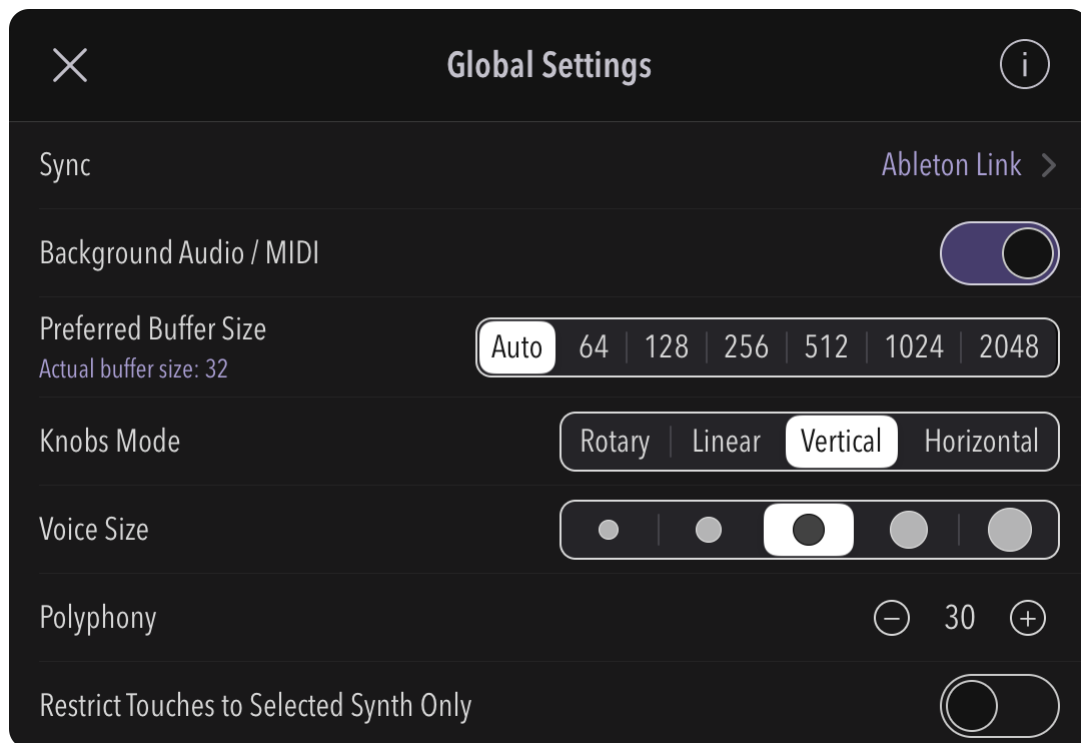 Global Settings
i
Sync
Ableton Link
Background Audio / MIDI
Preferred Buffer Size
Actual buffer size: 32
Auto 64 128 256 512 1024 2048
Knobs Mode
Rotary Linear Vertical Horizontal
Voice Size
Polyphony
30
Restrict Touches to Selected Synth Only